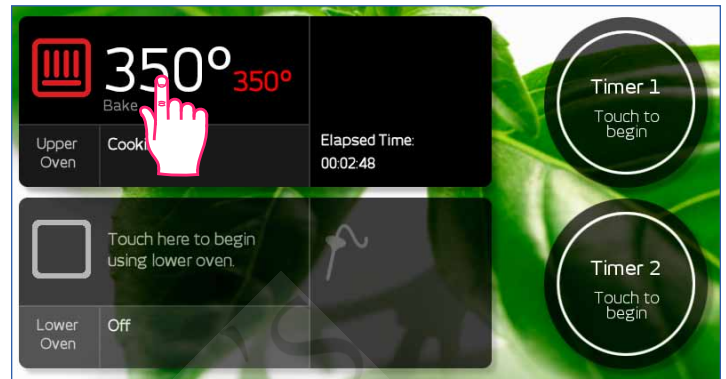 350° 350°
Bake
Upper
Oven
Elapsed Time:
00:02:48
Timer 1
Touch to
begin
Touch here to begin
using lower oven.
Lower
Oven
Off
Timer 2
Touch to
begin